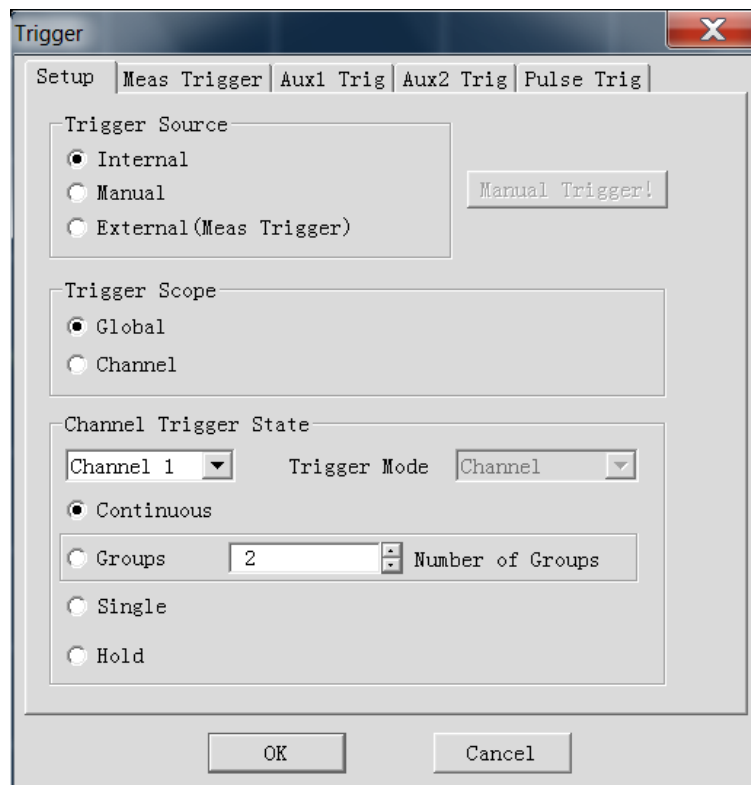 Trigger
Setup Meas Trigger Aux1 Trig Aux2 Trig Pulse Trig
Trigger Source
Internal
Manual
External(Meas Trigger)
Manual Trigger!
Trigger Scope
Global
Channel
Channel Trigger State
Channel 1 Trigger Mode Channel
Continuous
Groups 2 Number of Groups
Single
Hold
OK Cancel